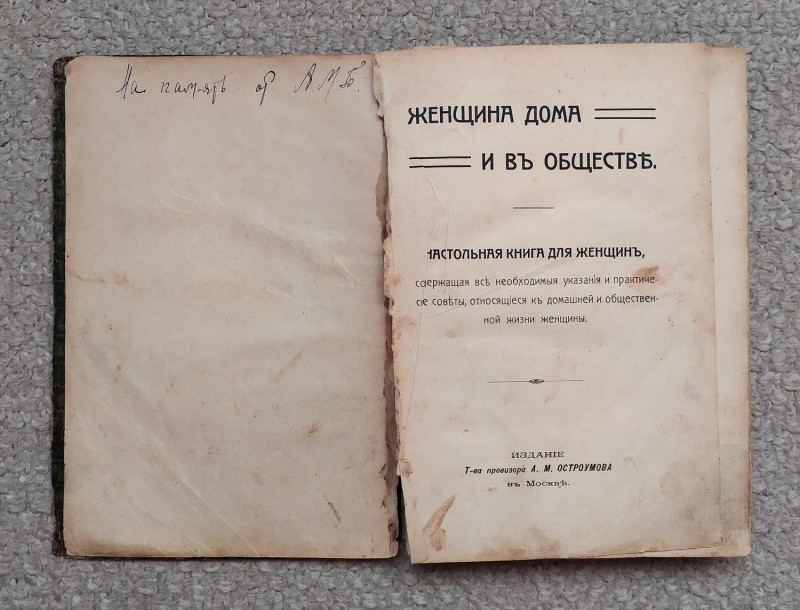 На память от А.М.Б.
ЖЕНЩИНА ДОМА
И ВЪ ОБЩЕСТВѢ.
НАСТОЛЬНАЯ КНИГА ДЛЯ ЖЕНЩИНЪ,
содержащая всѣ необходимыя указанія и практиче-
скіе совѣты, относящіеся къ домашней и обществен-
ной жизни женщины.
ИЗДАНІЕ
Т-ва провизора А. М. ОСТРОУМОВА
въ Москвѣ.